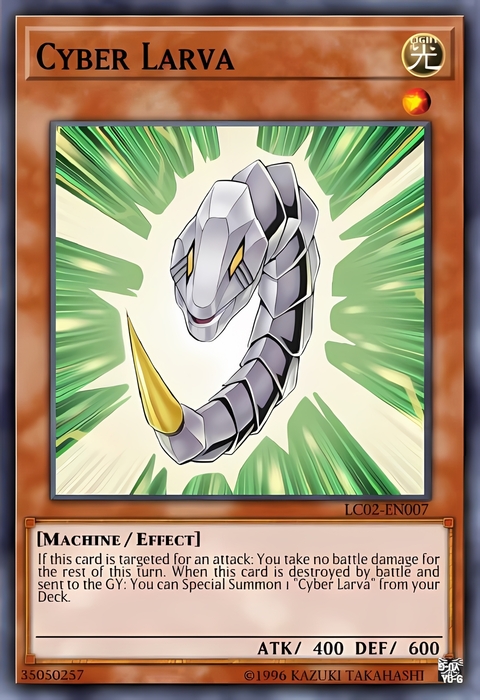 CYBER LARVA
LIGHT
光
LC02-EN007
[MACHINE / EFFECT]
If this card is targeted for an attack: You take no battle damage for
the rest of this turn. When this card is destroyed by battle and
sent to the GY: You can Special Summon 1 "Cyber Larva" from your
Deck.
ATK/ 400 DEF/ 600
35050257
©1996 KAZUKI TAKAHASHI